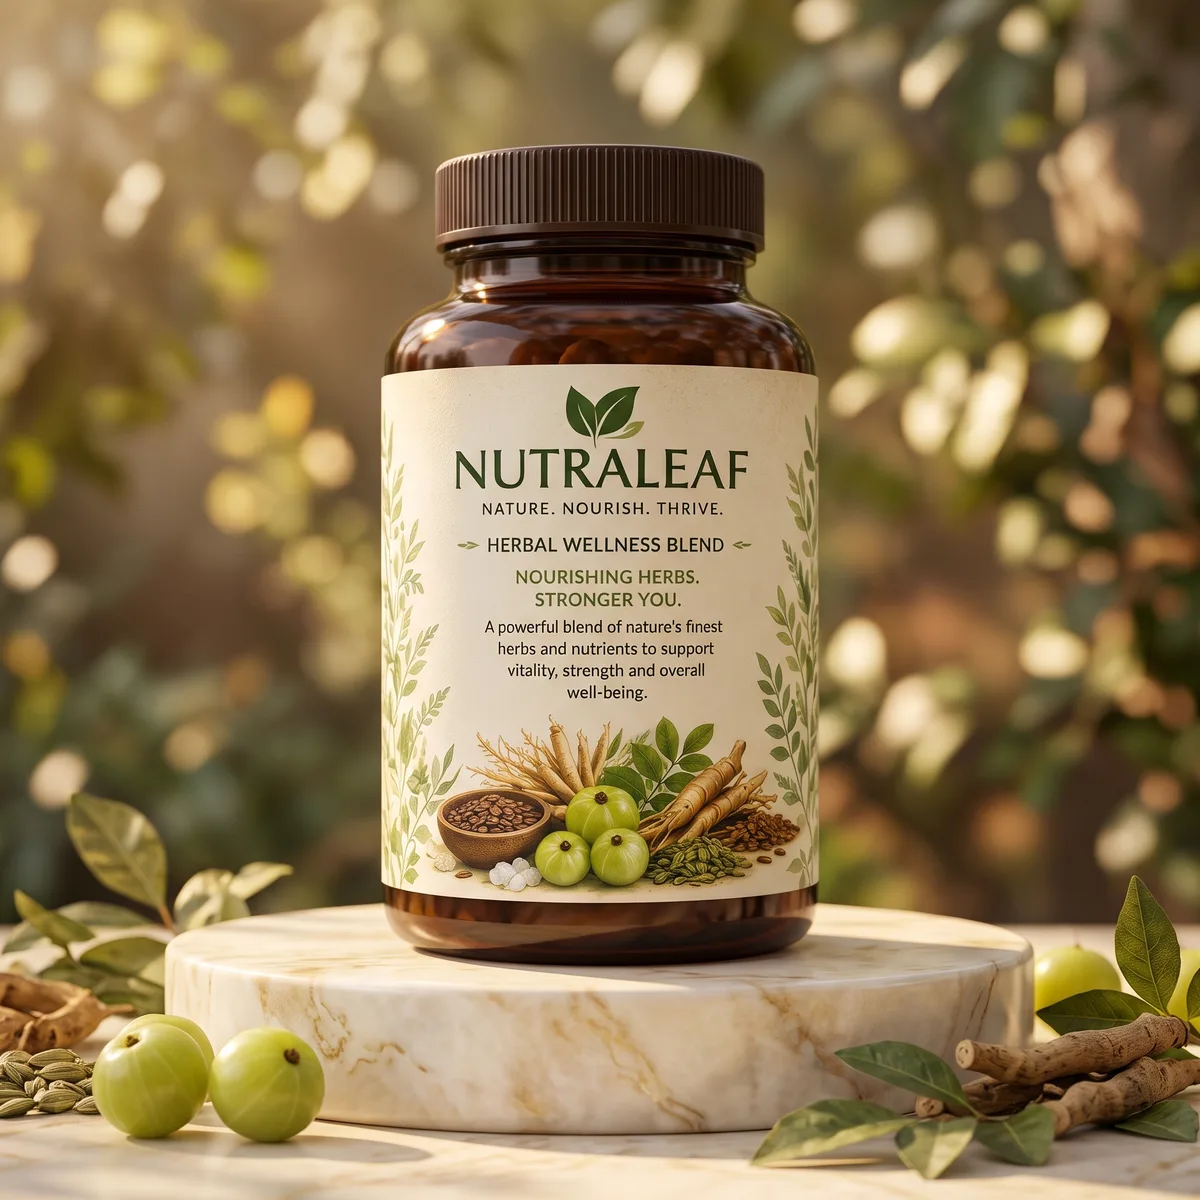 NUTRALEAF
NATURE. NOURISH. THRIVE.
HERBAL WELLNESS BLEND
NOURISHING HERBS.
STRONGER YOU.
A powerful blend of nature's finest
herbs and nutrients to support
vitality, strength and overall
well-being.